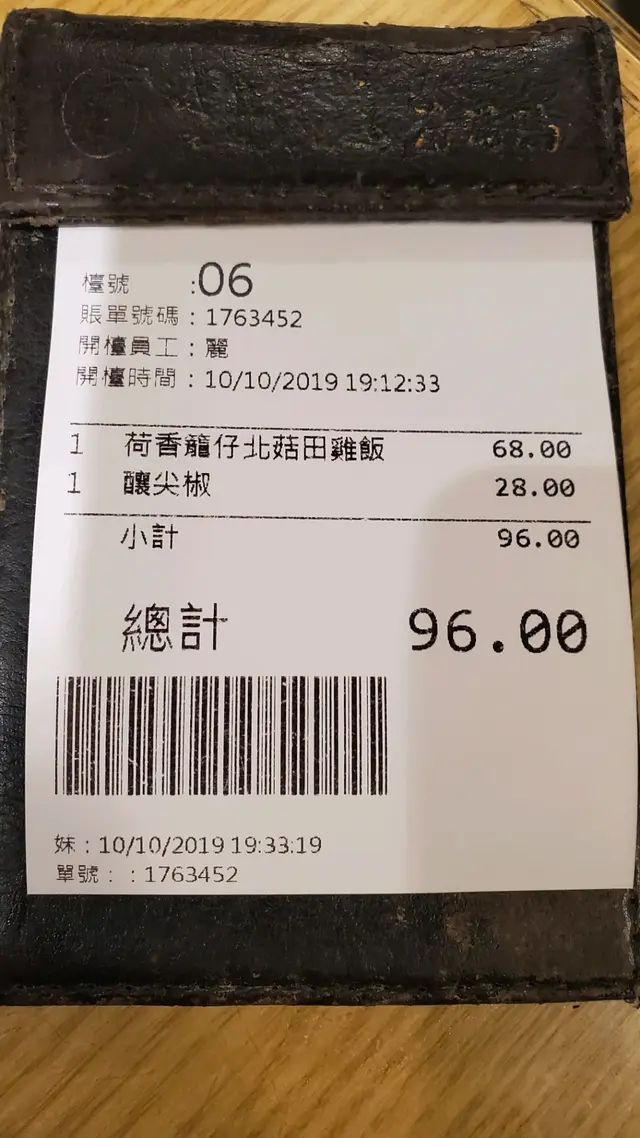 檯號 :06
賬單號碼 : 1763452
開檯員工 : 麗
開檯時間 : 10/10/2019 19:12:33
1 荷香籠仔北菇田雞飯 68.00
1 釀尖椒 28.00
小計 96.00
總計 96.00
妹 : 10/10/2019 19:33:19
單號 : : 1763452